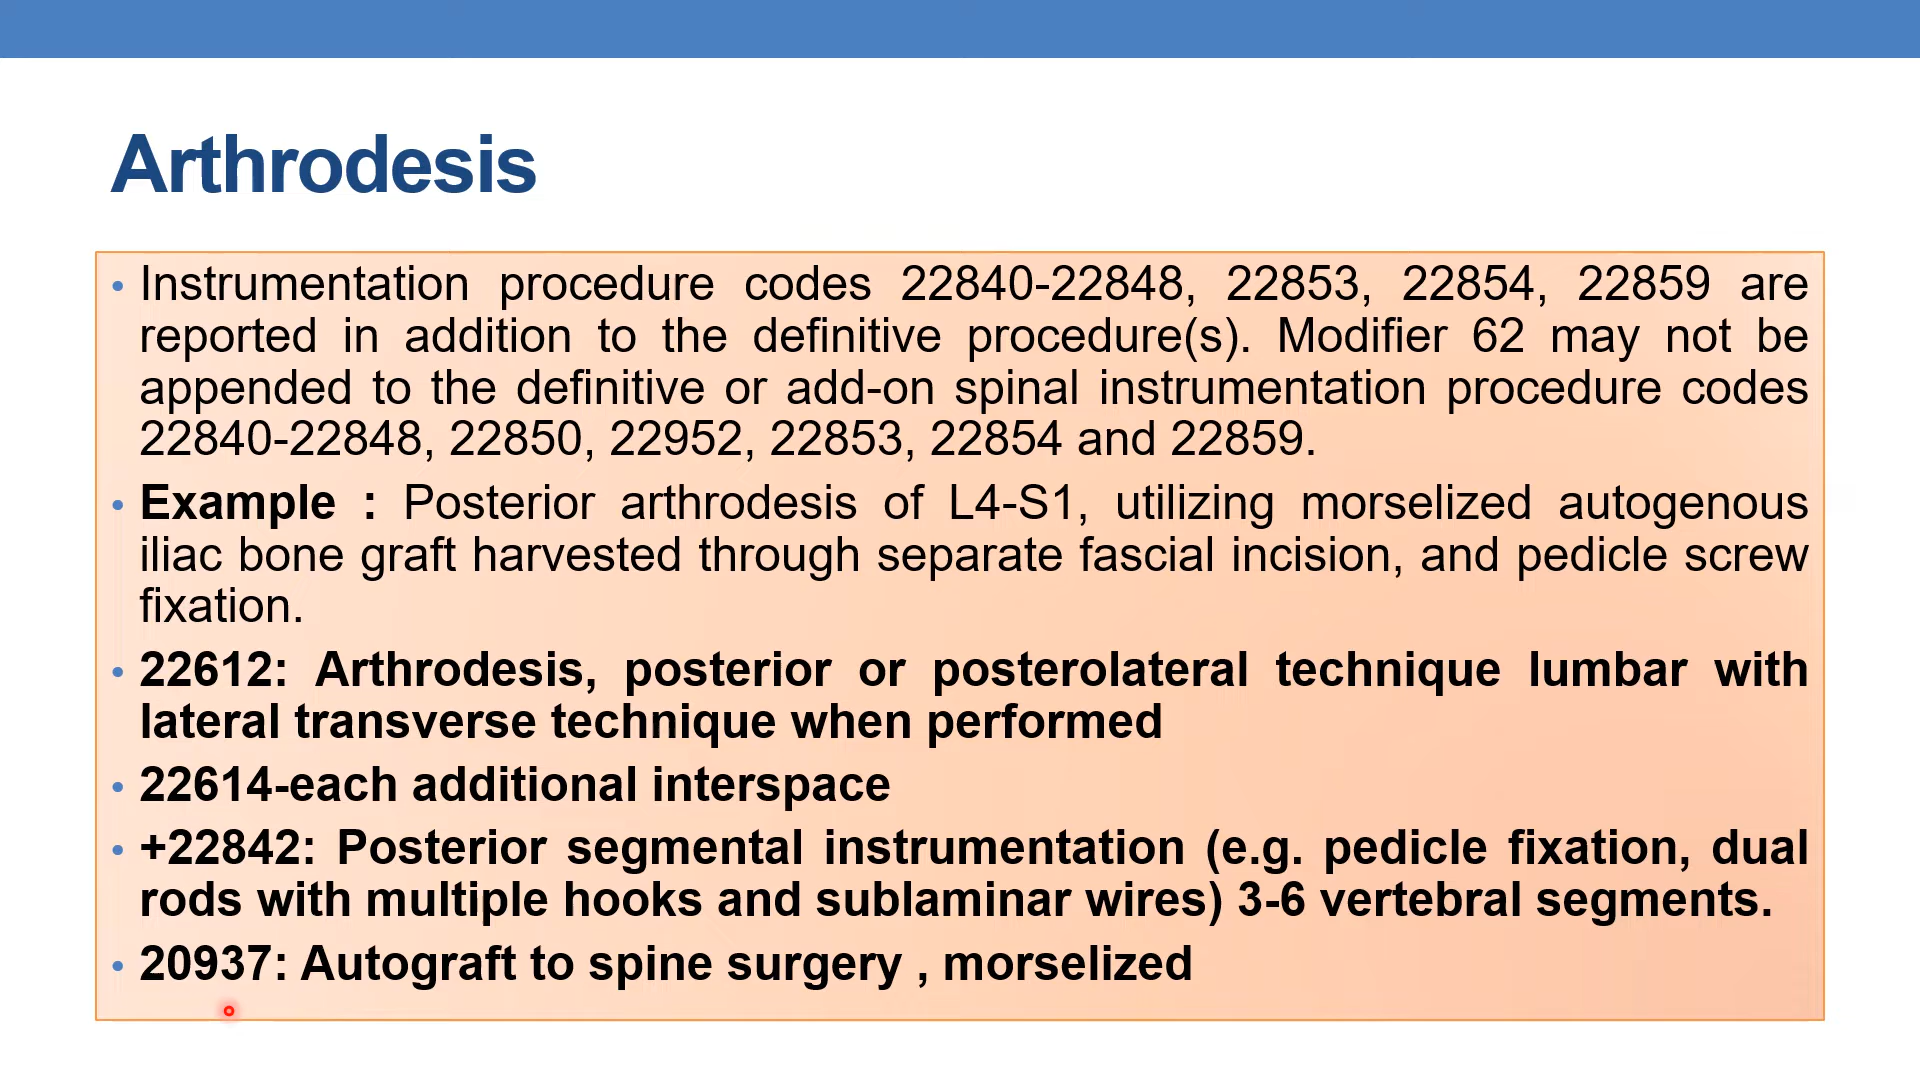 Arthrodesis
• Instrumentation procedure codes 22840-22848, 22853, 22854, 22859 are
reported in addition to the definitive procedure(s). Modifier 62 may not be
appended to the definitive or add-on spinal instrumentation procedure codes
22840-22848, 22850, 22952, 22853, 22854 and 22859.
• Example : Posterior arthrodesis of L4-S1, utilizing morselized autogenous
iliac bone graft harvested through separate fascial incision, and pedicle screw
fixation.
• 22612: Arthrodesis, posterior or posterolateral technique lumbar with
lateral transverse technique when performed
• 22614-each additional interspace
• +22842: Posterior segmental instrumentation (e.g. pedicle fixation, dual
rods with multiple hooks and sublaminar wires) 3-6 vertebral segments.
• 20937: Autograft to spine surgery , morselized